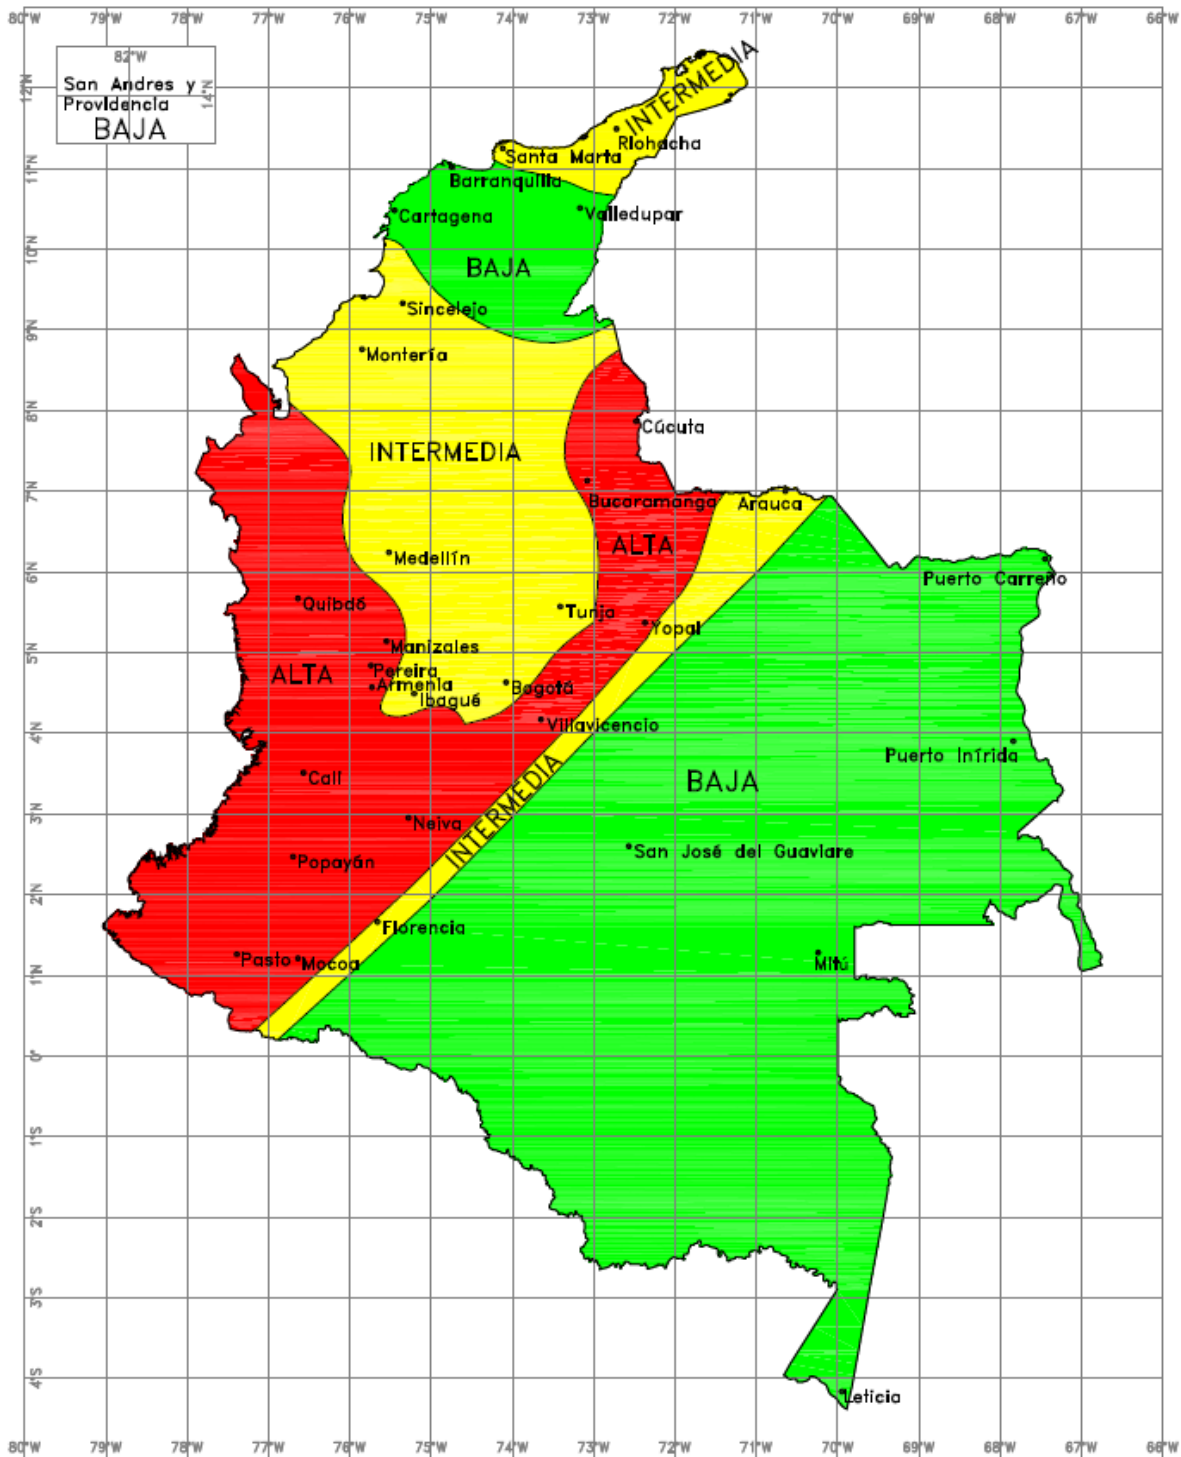 80°W 79°W 78°W 77°W 76°W 75°W 74°W 73°W 72°W 71°W 70°W 69°W 68°W 67°W 66°W
82°W
14°N
San Andres y
Providencia
BAJA
12°N
INTERMEDIA
Riohacha
Santa Marta
11°N
Barranquilla
Cartagena
Valledupar
10°N
BAJA
Sincelejo
9°N
Montería
8°N
Cúcuta
INTERMEDIA
7°N
Bucaramanga
Arauca
ALTA
Medellín
6°N
Puerto Carreño
Quibdó
Tunja
Yopal
5°N
Manizales
Pereira
ALTA
Armenia
Bogotá
Ibagué
Villavicencio
4°N
Puerto Inírida
Cali
BAJA
INTERMEDIA
3°N
Neiva
San José del Guaviare
Popayán
2°N
Florencia
Pasto
Mocoa
Mitú
1°N
0°
1°S
2°S
3°S
4°S
Leticia
80°W 79°W 78°W 77°W 76°W 75°W 74°W 73°W 72°W 71°W 70°W 69°W 68°W 67°W 66°W